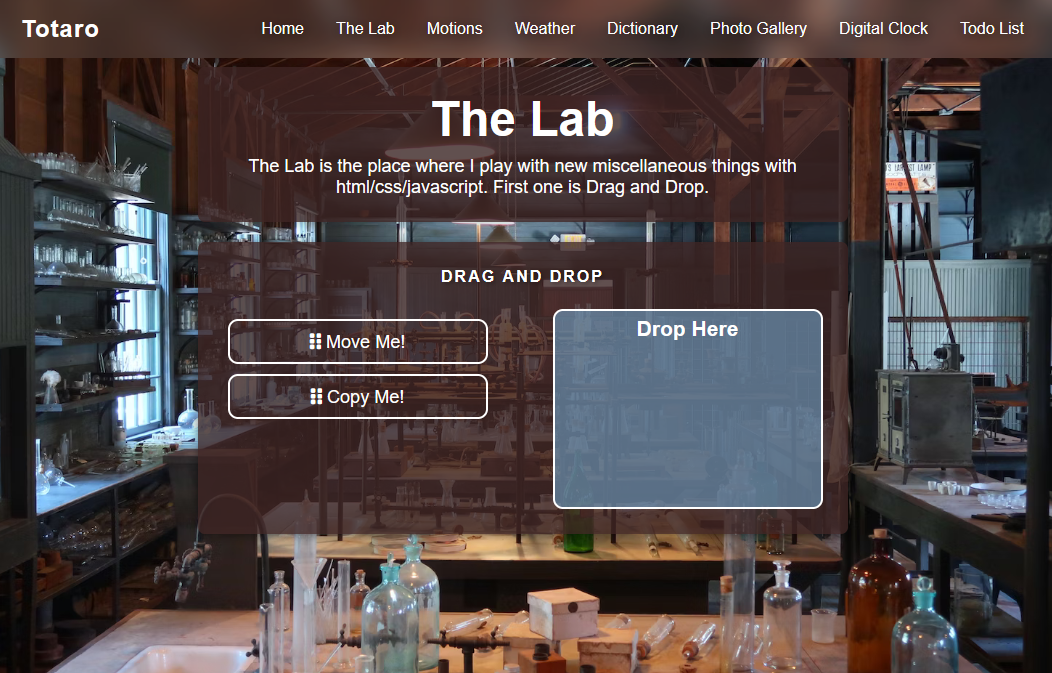 Totaro
Home The Lab Motions Weather Dictionary Photo Gallery Digital Clock Todo List
The Lab
The Lab is the place where I play with new miscellaneous things with
html/css/javascript. First one is Drag and Drop.
DRAG AND DROP
Move Me!
Copy Me!
Drop Here
LAMP"